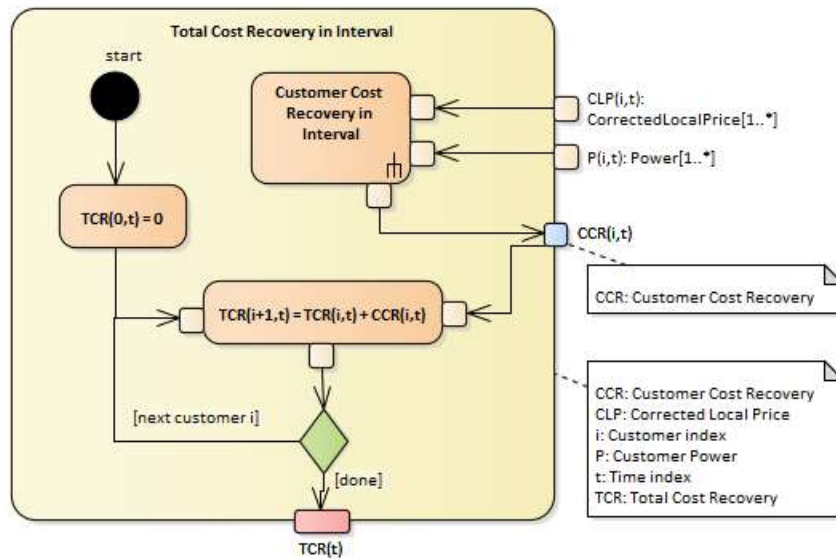 Total Cost Recovery in Interval
start
Customer Cost
Recovery in
Interval
CLP(i,t):
CorrectedLocalPrice[1..*]
P(i,t): Power[1..*]
TCR(0,t) = 0
CCR(i,t)
CCR: Customer Cost Recovery
TCR(i+1,t) = TCR(i,t) + CCR(i,t)
[next customer i]
[done]
CCR: Customer Cost Recovery
CLP: Corrected Local Price
i: Customer index
P: Customer Power
t: Time index
TCR: Total Cost Recovery
TCR(t)